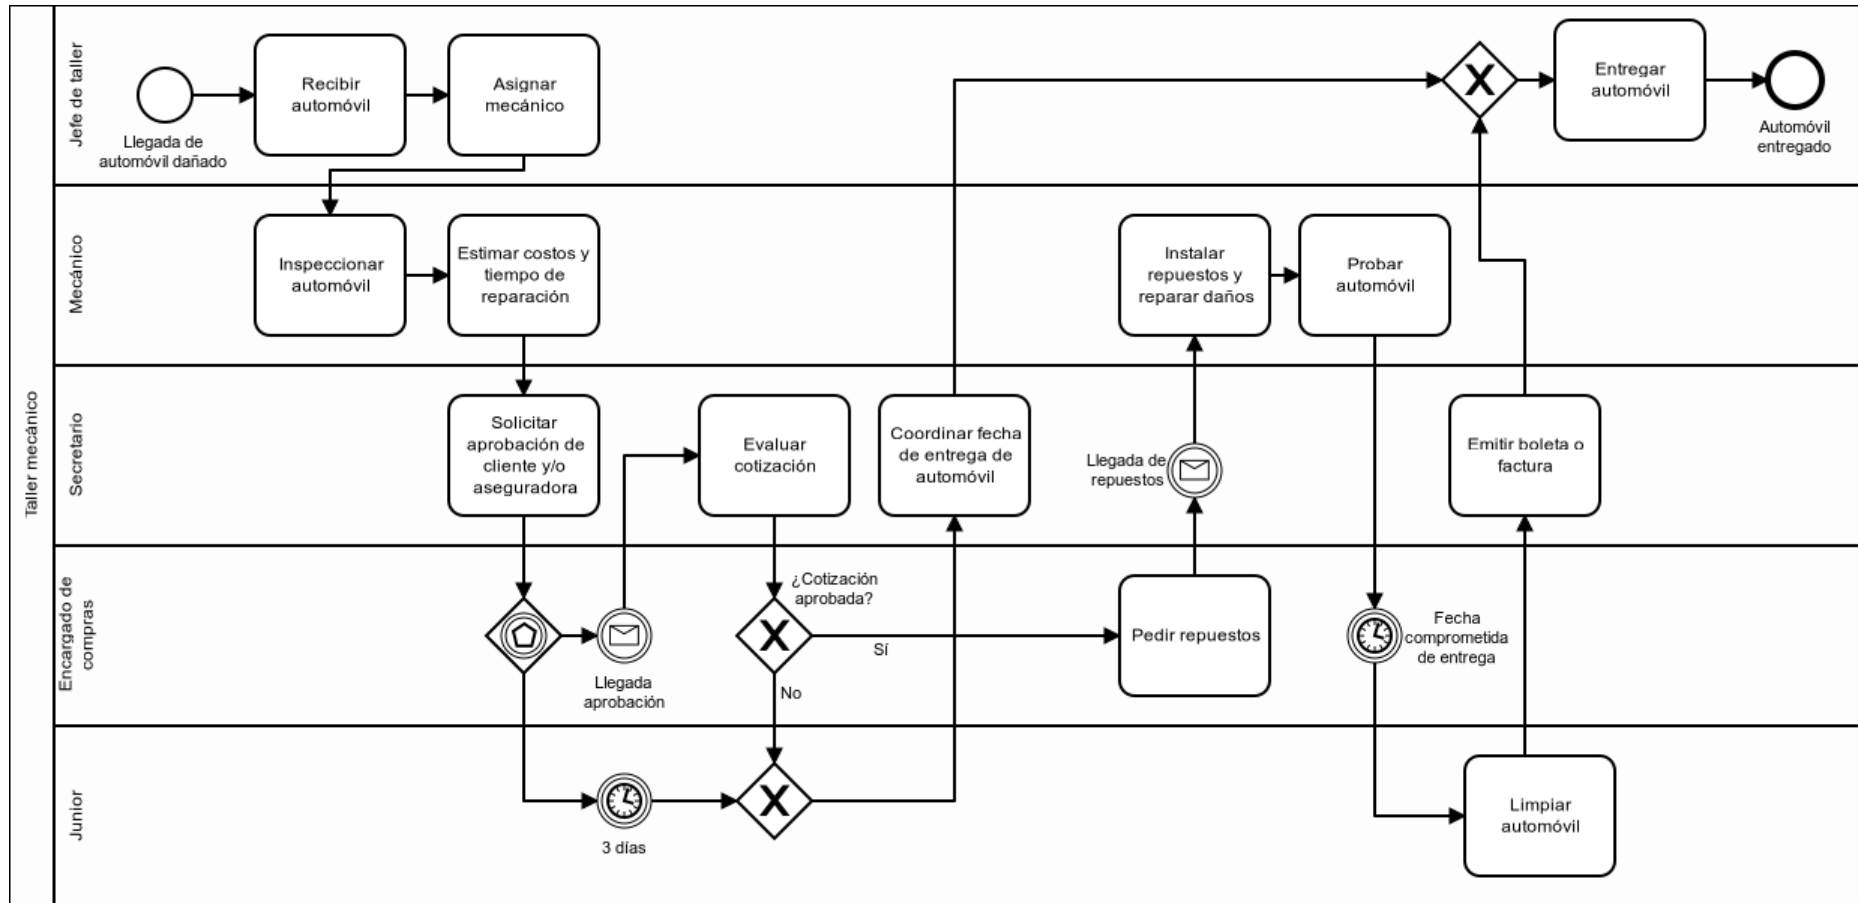 Taller mecánico
Jefe de taller
Llegada de
automóvil dañado
Recibir
automóvil
Asignar
mecánico
Entregar
automóvil
Automóvil
entregado
Mecánico
Inspeccionar
automóvil
Estimar costos y
tiempo de
reparación
Instalar
repuestos y
reparar daños
Probar
automóvil
Secretario
Solicitar
aprobación de
cliente y/o
aseguradora
Evaluar
cotización
Coordinar fecha
de entrega de
automóvil
Llegada de
repuestos
Emitir boleta o
factura
Encargado de
compras
Llegada
aprobación
¿Cotización
aprobada?
Sí
No
Pedir repuestos
Fecha
comprometida
de entrega
Junior
3 días
Limpiar
automóvil